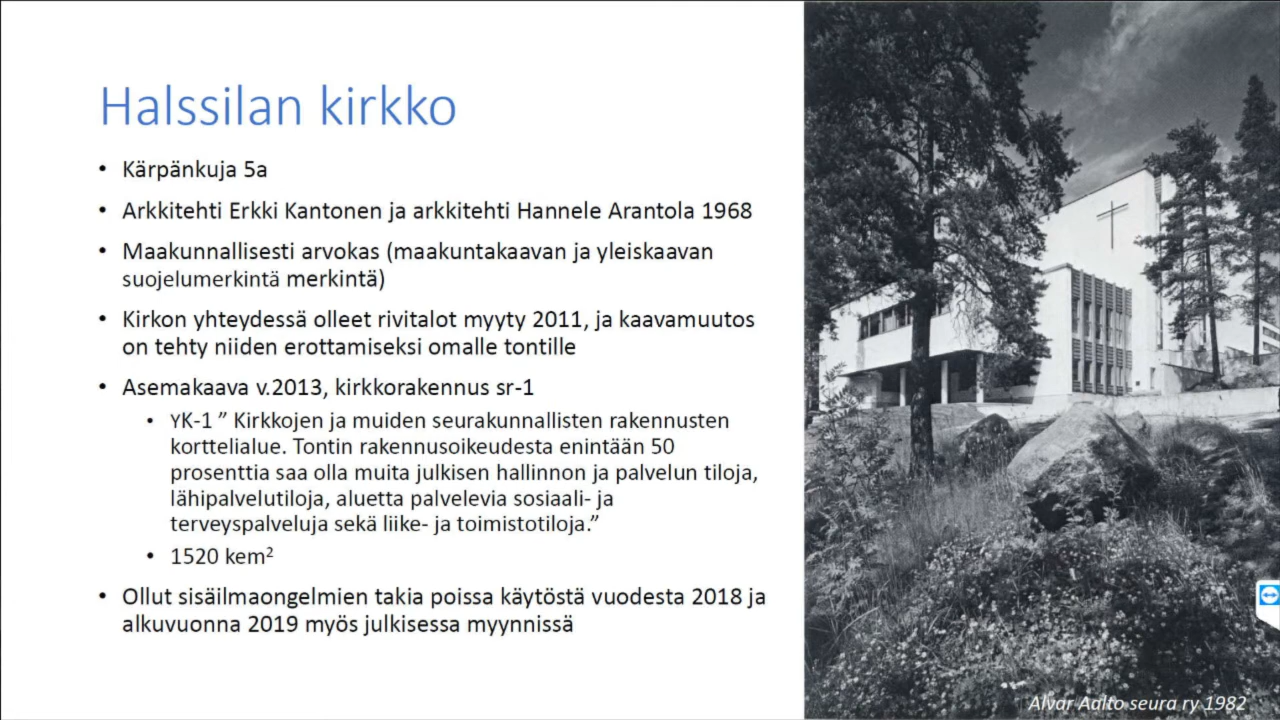 Halssilan kirkko
• Kärpänkuja 5a
• Arkkitehti Erkki Kantonen ja arkkitehti Hannele Arantola 1968
• Maakunnallisesti arvokas (maakuntakaavan ja yleiskaavan
suojelumerkintä merkintä)
• Kirkon yhteydessä olleet rivitalot myyty 2011, ja kaavamuutos
on tehty niiden erottamiseksi omalle tontille
• Asemakaava v.2013, kirkkorakennus sr-1
• YK-1 ” Kirkkojen ja muiden seurakunnallisten rakennusten
korttelialue. Tontin rakennusoikeudesta enintään 50
prosenttia saa olla muita julkisen hallinnon ja palvelun tiloja,
lähipalvelutiloja, aluetta palvelevia sosiaali- ja
terveyspalveluja sekä liike- ja toimistotiloja.”
• 1520 kem²
• Ollut sisäilmaongelmien takia poissa käytöstä vuodesta 2018 ja
alkuvuonna 2019 myös julkisessa myynnissä
Alvar Aalto seura ry 1982